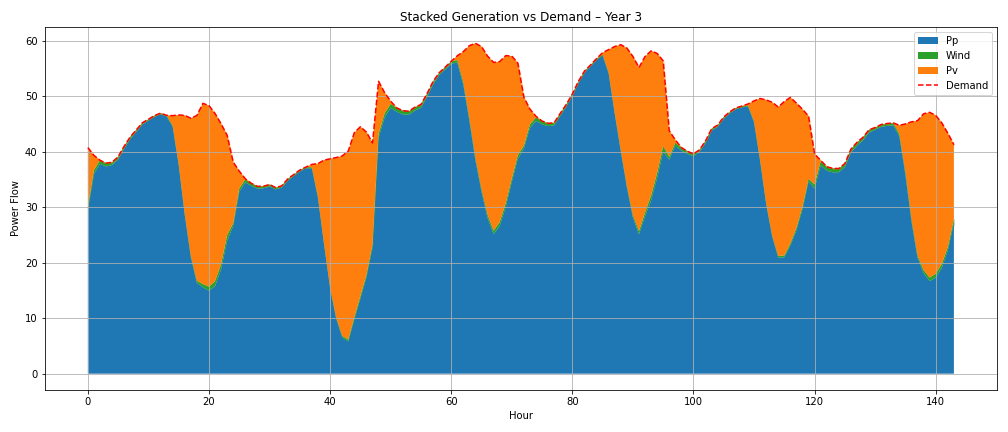 Stacked Generation vs Demand – Year 3
Pp
Wind
Pv
Demand
Power Flow
60
50
40
30
20
10
0
0 20 40 60 80 100 120 140
Hour